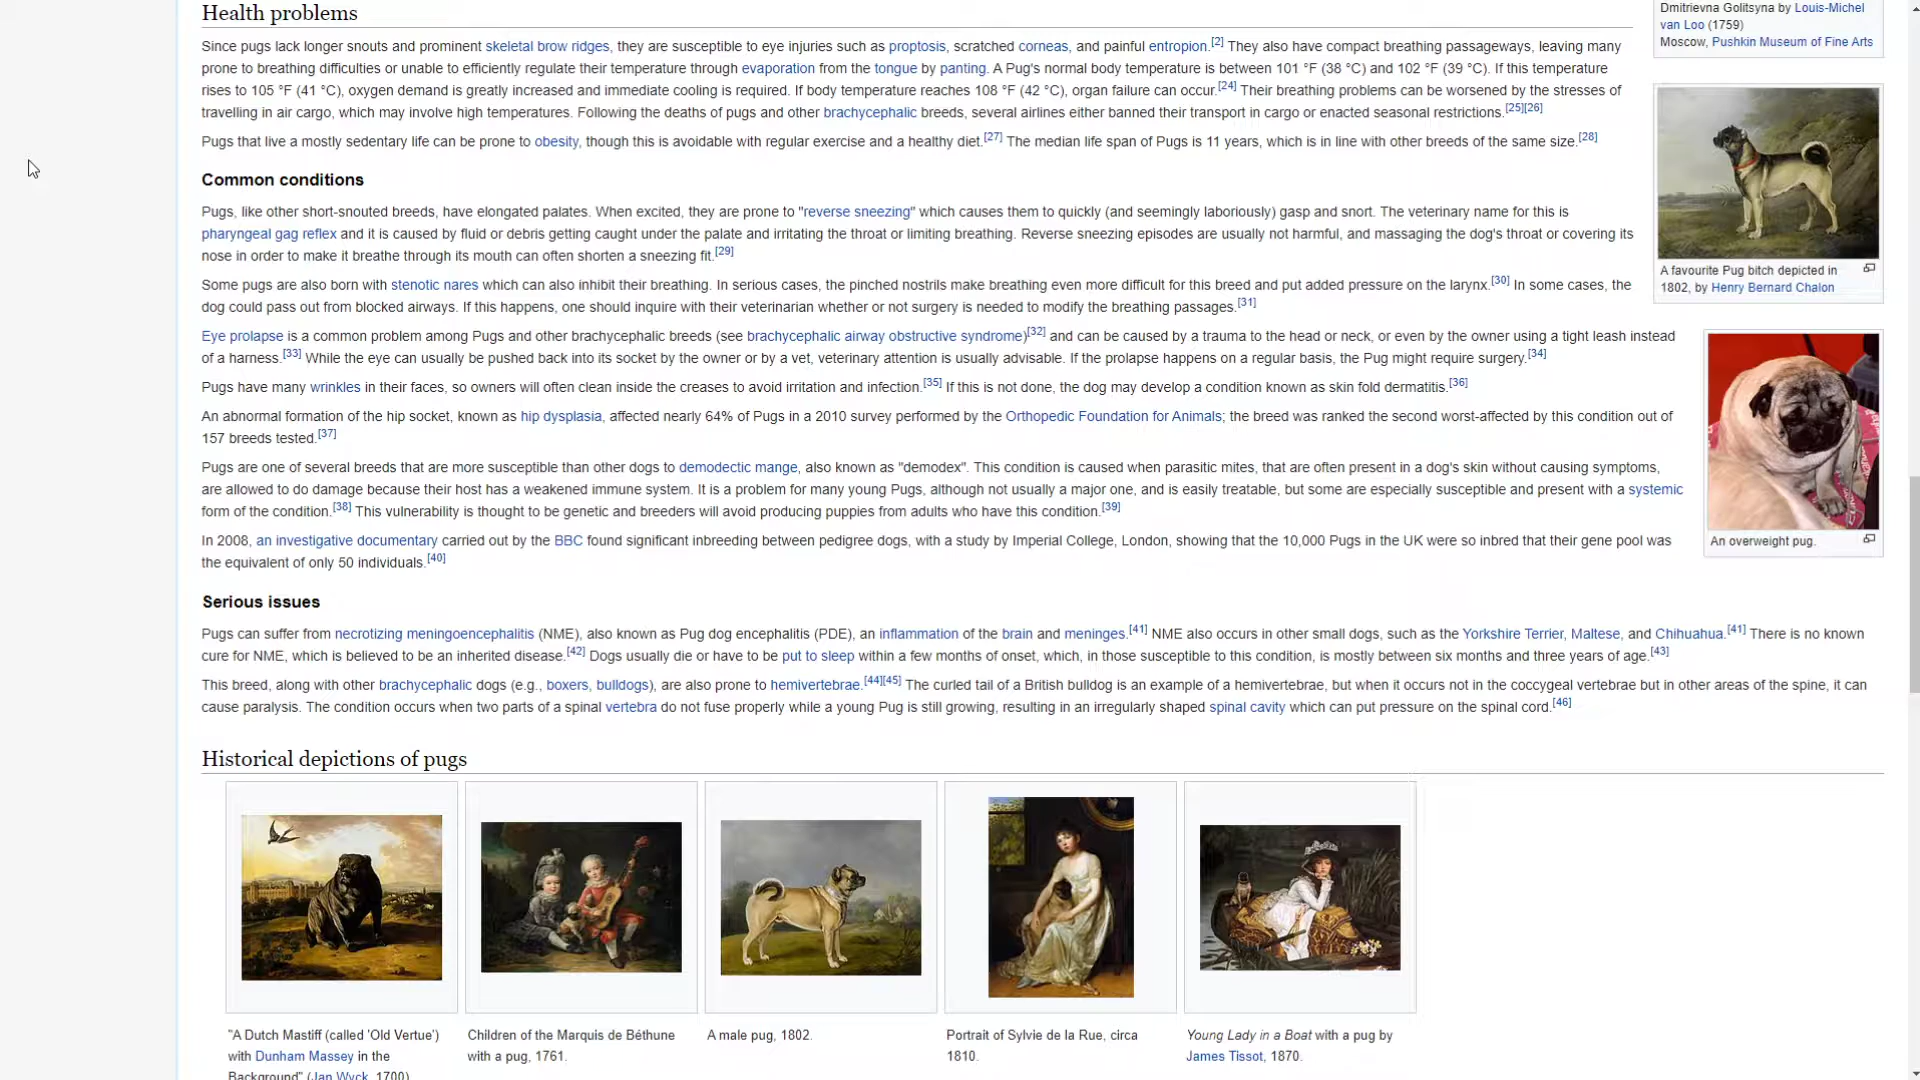 Health problems
Since pugs lack longer snouts and prominent skeletal brow ridges, they are susceptible to eye injuries such as proptosis, scratched corneas, and painful entropion.[2] They also have compact breathing passageways, leaving many
prone to breathing difficulties or unable to efficiently regulate their temperature through evaporation from the tongue by panting. A Pug's normal body temperature is between 101 °F (38 °C) and 102 °F (39 °C). If this temperature
rises to 105 °F (41 °C), oxygen demand is greatly increased and immediate cooling is required. If body temperature reaches 108 °F (42 °C), organ failure can occur.[24] Their breathing problems can be worsened by the stresses of
travelling in air cargo, which may involve high temperatures. Following the deaths of pugs and other brachycephalic breeds, several airlines either banned their transport in cargo or enacted seasonal restrictions.[25][26]
Pugs that live a mostly sedentary life can be prone to obesity, though this is avoidable with regular exercise and a healthy diet.[27] The median life span of Pugs is 11 years, which is in line with other breeds of the same size.[28]
Common conditions
Pugs, like other short-snouted breeds, have elongated palates. When excited, they are prone to "reverse sneezing" which causes them to quickly (and seemingly laboriously) gasp and snort. The veterinary name for this is
pharyngeal gag reflex and it is caused by fluid or debris getting caught under the palate and irritating the throat or limiting breathing. Reverse sneezing episodes are usually not harmful, and massaging the dog's throat or covering its
nose in order to make it breathe through its mouth can often shorten a sneezing fit.[29]
Some pugs are also born with stenotic nares which can also inhibit their breathing. In serious cases, the pinched nostrils make breathing even more difficult for this breed and put added pressure on the larynx.[30] In some cases, the
dog could pass out from blocked airways. If this happens, one should inquire with their veterinarian whether or not surgery is needed to modify the breathing passages.[31]
Eye prolapse is a common problem among Pugs and other brachycephalic breeds (see brachycephalic airway obstructive syndrome)[32] and can be caused by a trauma to the head or neck, or even by the owner using a tight leash instead
of a harness.[33] While the eye can usually be pushed back into its socket by the owner or by a vet, veterinary attention is usually advisable. If the prolapse happens on a regular basis, the Pug might require surgery.[34]
Pugs have many wrinkles in their faces, so owners will often clean inside the creases to avoid irritation and infection.[35] If this is not done, the dog may develop a condition known as skin fold dermatitis.[36]
An abnormal formation of the hip socket, known as hip dysplasia, affected nearly 64% of Pugs in a 2010 survey performed by the Orthopedic Foundation for Animals; the breed was ranked the second worst-affected by this condition out of
157 breeds tested.[37]
Pugs are one of several breeds that are more susceptible than other dogs to demodectic mange, also known as "demodex". This condition is caused when parasitic mites, that are often present in a dog's skin without causing symptoms,
are allowed to do damage because their host has a weakened immune system. It is a problem for many young Pugs, although not usually a major one, and is easily treatable, but some are especially susceptible and present with a systemic
form of the condition.[38] This vulnerability is thought to be genetic and breeders will avoid producing puppies from adults who have this condition.[39]
In 2008, an investigative documentary carried out by the BBC found significant inbreeding between pedigree dogs, with a study by Imperial College, London, showing that the 10,000 Pugs in the UK were so inbred that their gene pool was
the equivalent of only 50 individuals.[40]
Serious issues
Pugs can suffer from necrotizing meningoencephalitis (NME), also known as Pug dog encephalitis (PDE), an inflammation of the brain and meninges.[41] NME also occurs in other small dogs, such as the Yorkshire Terrier, Maltese, and Chihuahua.[41] There is no known
cure for NME, which is believed to be an inherited disease.[42] Dogs usually die or have to be put to sleep within a few months of onset, which, in those susceptible to this condition, is mostly between six months and three years of age.[43]
This breed, along with other brachycephalic dogs (e.g., boxers, bulldogs), are also prone to hemivertebrae.[44][45] The curled tail of a British bulldog is an example of a hemivertebrae, but when it occurs not in the coccygeal vertebrae but in other areas of the spine, it can
cause paralysis. The condition occurs when two parts of a spinal vertebra do not fuse properly while a young Pug is still growing, resulting in an irregularly shaped spinal cavity which can put pressure on the spinal cord.[46]
Dmitrievna Golitsyna by Louis-Michel
van Loo (1759)
Moscow, Pushkin Museum of Fine Arts
A favourite Pug bitch depicted in
1802, by Henry Bernard Chalon
An overweight pug.
Historical depictions of pugs
"A Dutch Mastiff (called 'Old Vertue')
with Dunham Massey in the
Background" (Jan Wyck, 1700)
Children of the Marquis de Béthune
with a pug, 1761.
A male pug, 1802.
Portrait of Sylvie de la Rue, circa
1810.
Young Lady in a Boat with a pug by
James Tissot, 1870.